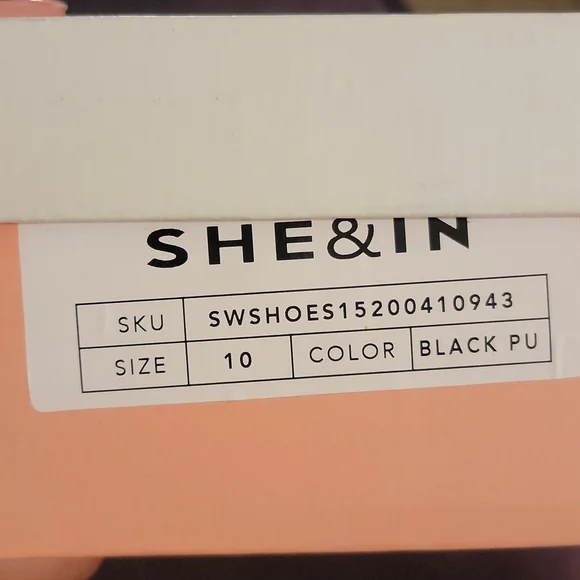 SHE&IN
SKU SWSHOES15200410943
SIZE 10 COLOR BLACK PU